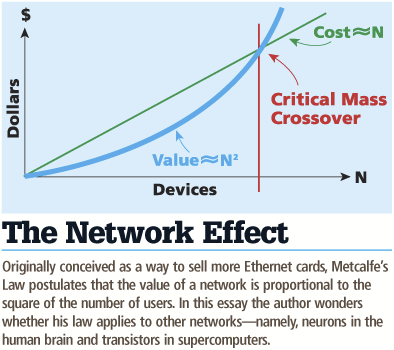 $
Cost≈N
Critical Mass
Crossover
Dollars
Value≈N²
N
Devices
The Network Effect
Originally conceived as a way to sell more Ethernet cards, Metcalfe's
Law postulates that the value of a network is proportional to the
square of the number of users. In this essay the author wonders
whether his law applies to other networks—namely, neurons in the
human brain and transistors in supercomputers.